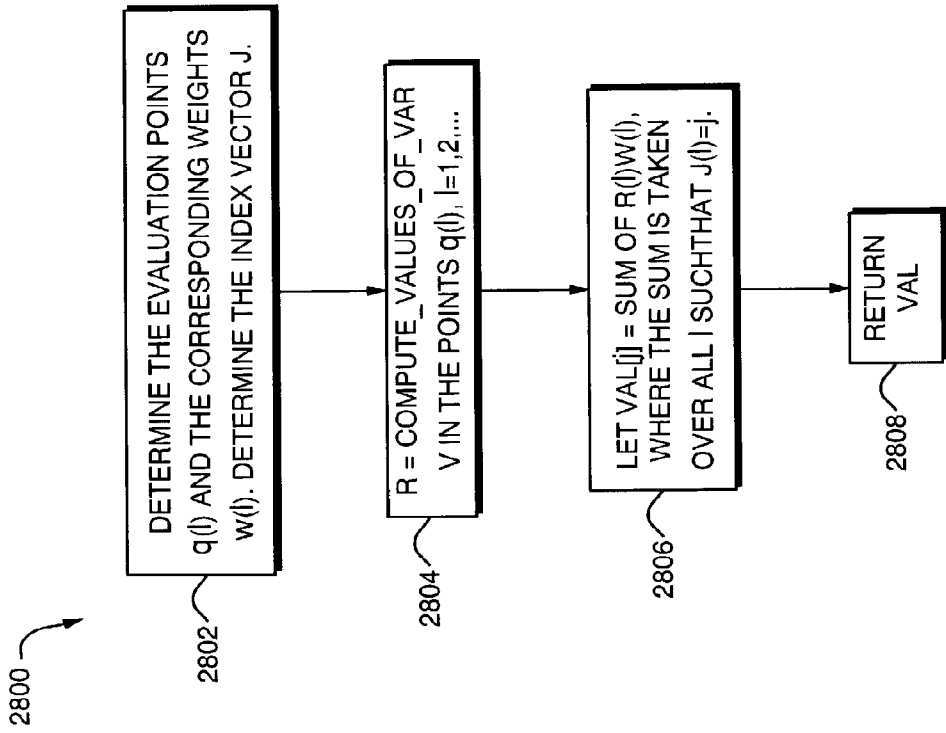 2800
DETERMINE THE EVALUATION POINTS
q(l) AND THE CORRESPONDING WEIGHTS
w(l). DETERMINE THE INDEX VECTOR J.
2802
R = COMPUTE_VALUES_OF_VAR
V IN THE POINTS q(l), l=1,2,...
2804
LET VAL[j] = SUM OF R(l)W(l),
WHERE THE SUM IS TAKEN
OVER ALL l SUCHTHAT J(l)=j.
2806
RETURN
VAL
2808